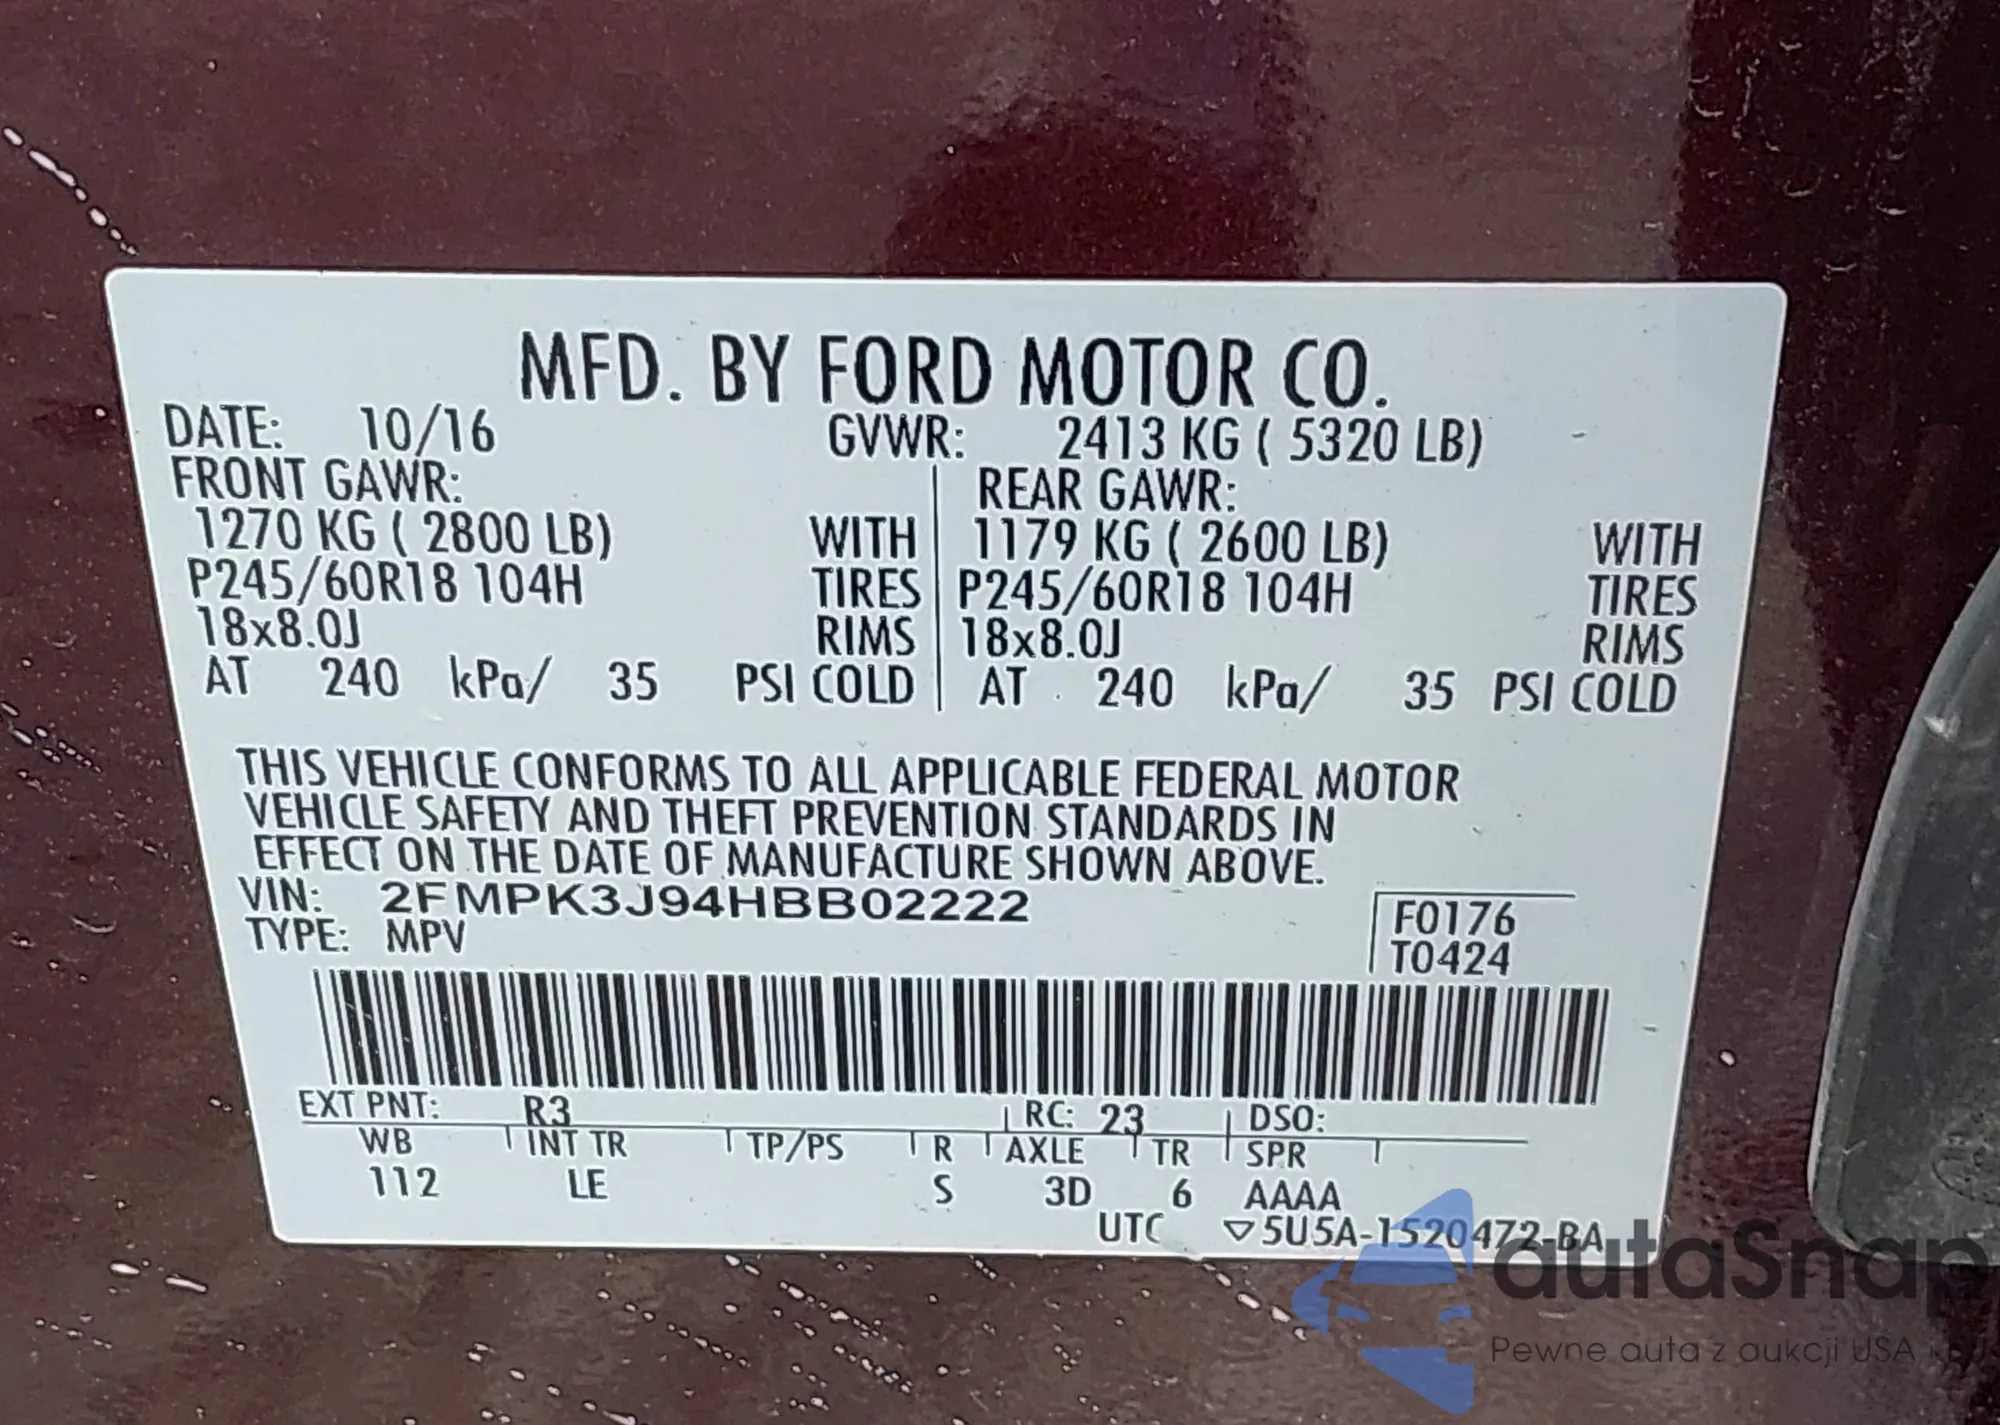 MFD. BY FORD MOTOR CO.
DATE: 10/16 GVWR: 2413 KG ( 5320 LB)
FRONT GAWR: REAR GAWR:
1270 KG ( 2800 LB) WITH 1179 KG ( 2600 LB) WITH
P245/60R18 104H TIRES P245/60R18 104H TIRES
18x8.0J RIMS 18x8.0J RIMS
AT 240 kPa/ 35 PSI COLD AT 240 kPa/ 35 PSI COLD
THIS VEHICLE CONFORMS TO ALL APPLICABLE FEDERAL MOTOR
VEHICLE SAFETY AND THEFT PREVENTION STANDARDS IN
EFFECT ON THE DATE OF MANUFACTURE SHOWN ABOVE.
VIN: 2FMPK3J94HBB02222
TYPE: MPV
F0176
T0424
EXT PNT: R3 RC: 23 DSO:
WB INT TR TP/PS R AXLE TR SPR
112 LE S 3D 6 AAAA
UTC ▽5U5A-1520472-BA
autaSnap
Pewne auta z aukcji USA i EU